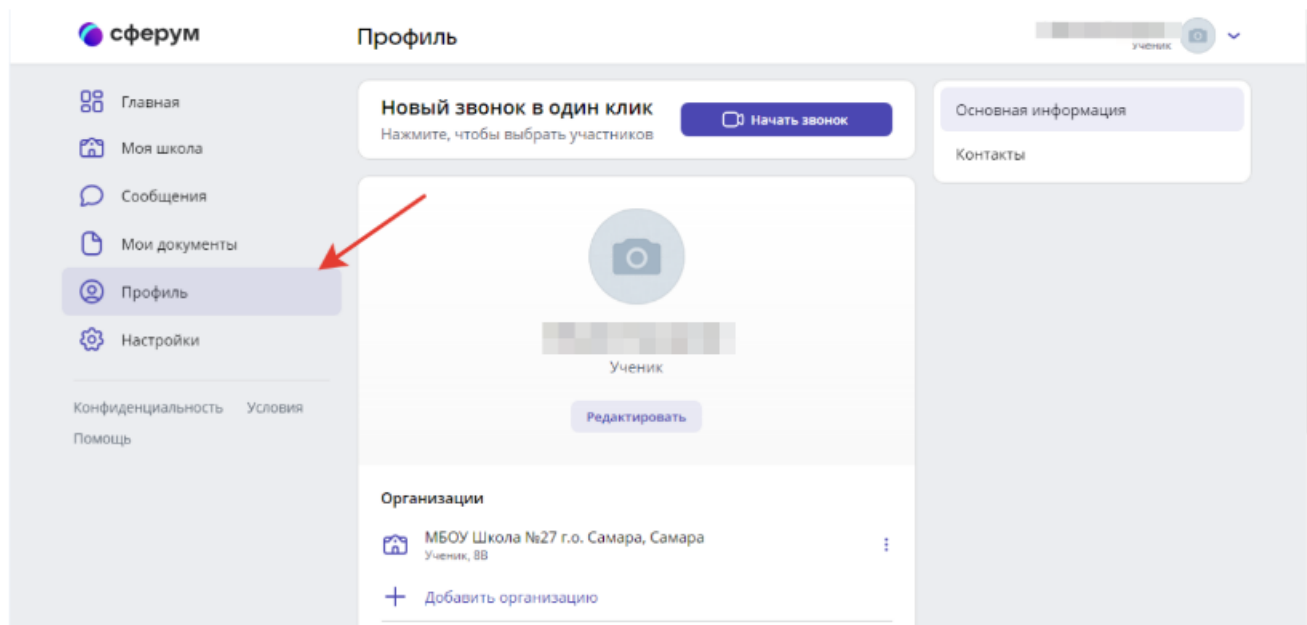 сферум
Профиль
Ученик
Главная
Моя школа
Сообщения
Мои документы
Профиль
Настройки
Конфиденциальность Условия
Помощь
Новый звонок в один клик
Нажмите, чтобы выбрать участников
Начать звонок
Ученик
Редактировать
Организации
МБОУ Школа №27 г.о. Самара, Самара
Ученик, 8В
Добавить организацию
Основная информация
Контакты